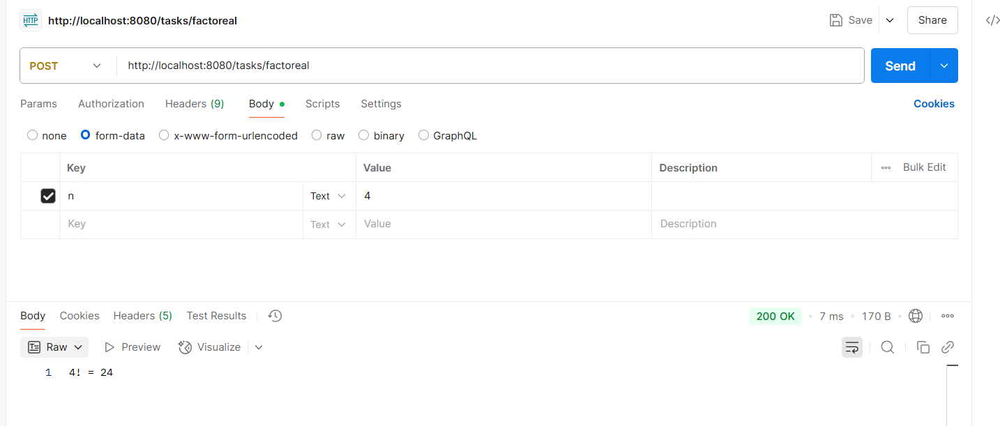 HTTP http://localhost:8080/tasks/factoreal Save Share </>
POST http://localhost:8080/tasks/factoreal Send
Params Authorization Headers (9) Body Scripts Settings Cookies
none form-data x-www-form-urlencoded raw binary GraphQL
Key Value Description Bulk Edit
n Text 4
Key Text Value Description
Body Cookies Headers (5) Test Results 200 OK 7 ms 170 B
Raw Preview Visualize
1 4! = 24